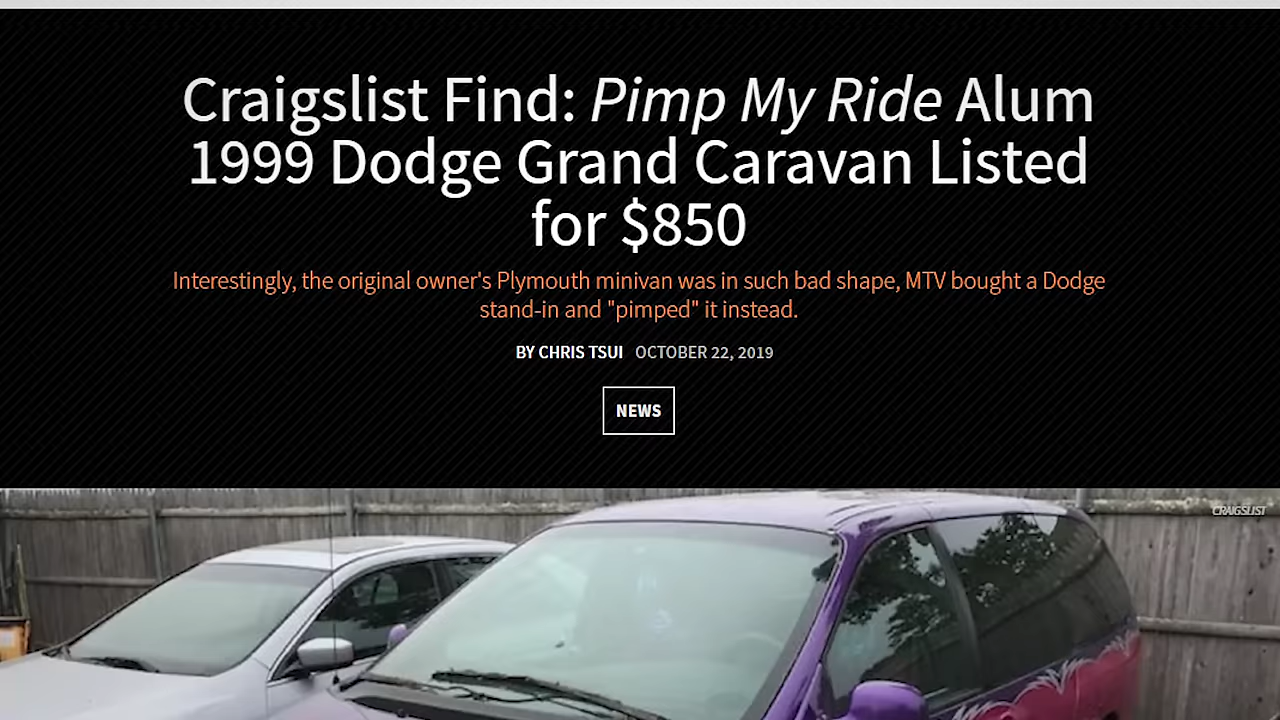 Craigslist Find: Pimp My Ride Alum
1999 Dodge Grand Caravan Listed
for $850
Interestingly, the original owner's Plymouth minivan was in such bad shape, MTV bought a Dodge
stand-in and "pimped" it instead.
BY CHRIS TSUI OCTOBER 22, 2019
NEWS
CRAIGSLIST